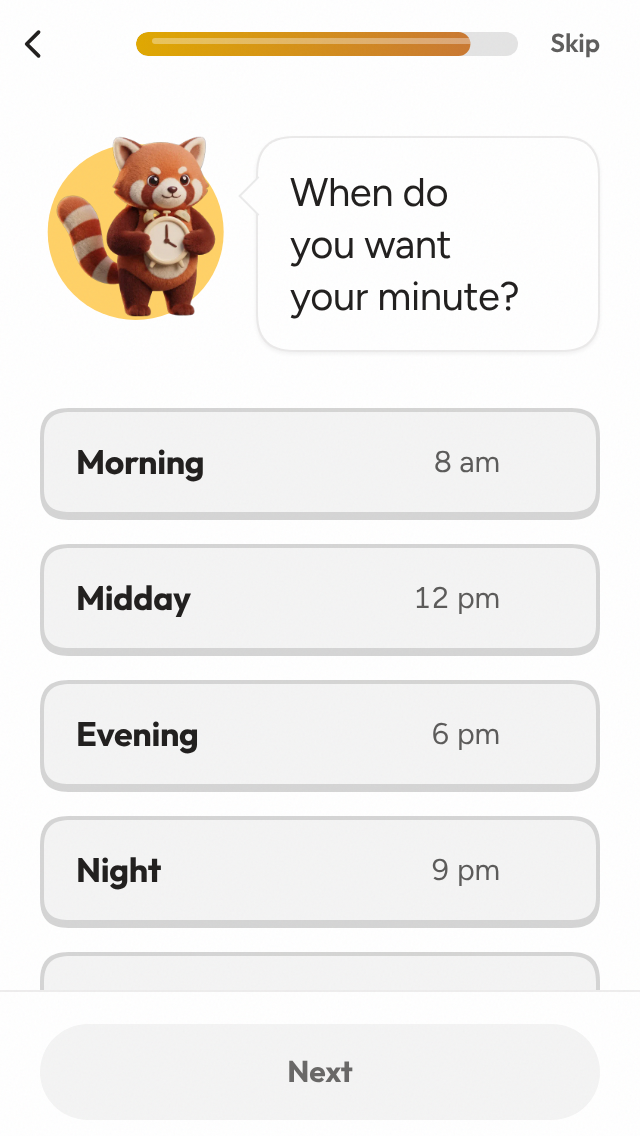 Skip
When do
you want
your minute?
Morning 8 am
Midday 12 pm
Evening 6 pm
Night 9 pm
Next